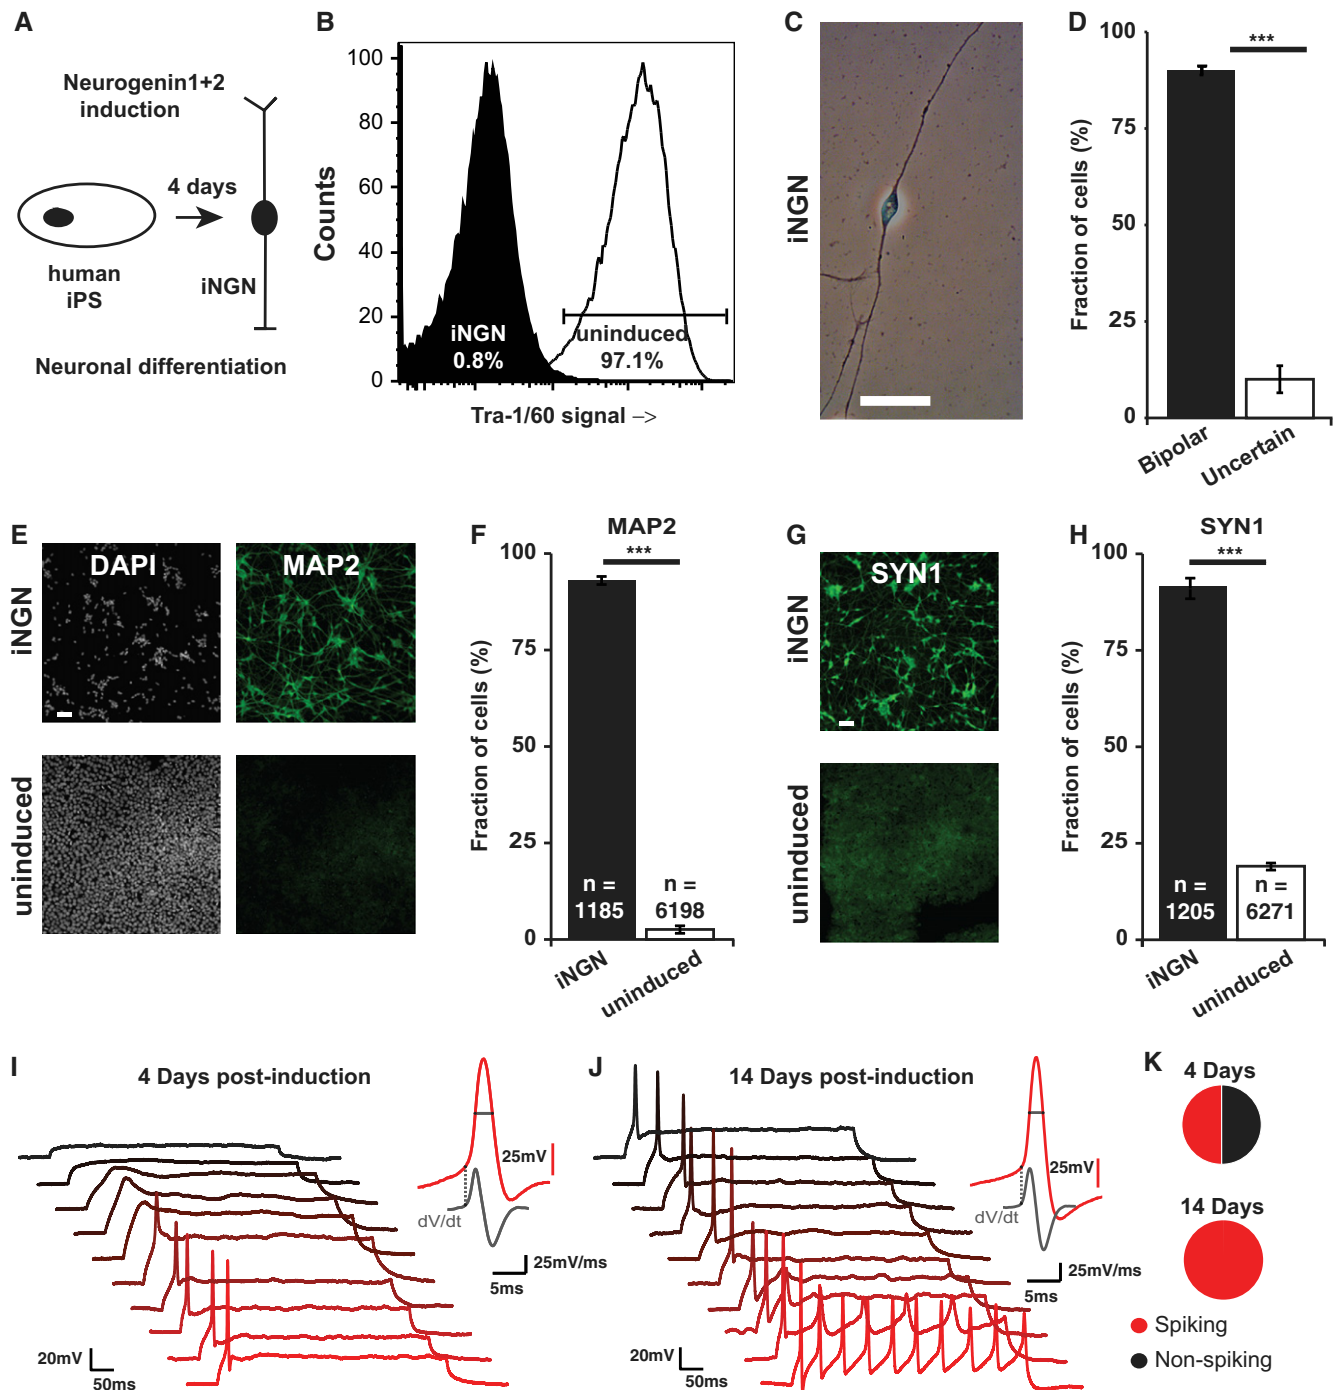 A
Neurogenin1+2
induction
4 days
human
iPS
iNGN
Neuronal differentiation
B
Counts
100
80
60
40
20
0
iNGN
0.8%
uninduced
97.1%
Tra-1/60 signal –>
C
iNGN
D
Fraction of cells (%)
100
75
50
25
0
***
Bipolar
Uncertain
E
iNGN
uninduced
DAPI
MAP2
F
MAP2
Fraction of cells (%)
100
75
50
25
0
***
n =
1185
n =
6198
iNGN
uninduced
G
iNGN
uninduced
SYN1
H
SYN1
Fraction of cells (%)
100
75
50
25
0
***
n =
1205
n =
6271
iNGN
uninduced
I
4 Days post-induction
25mV
dV/dt
25mV/ms
5ms
20mV
50ms
J
14 Days post-induction
25mV
dV/dt
25mV/ms
5ms
20mV
50ms
K
4 Days
14 Days
Spiking
Non-spiking